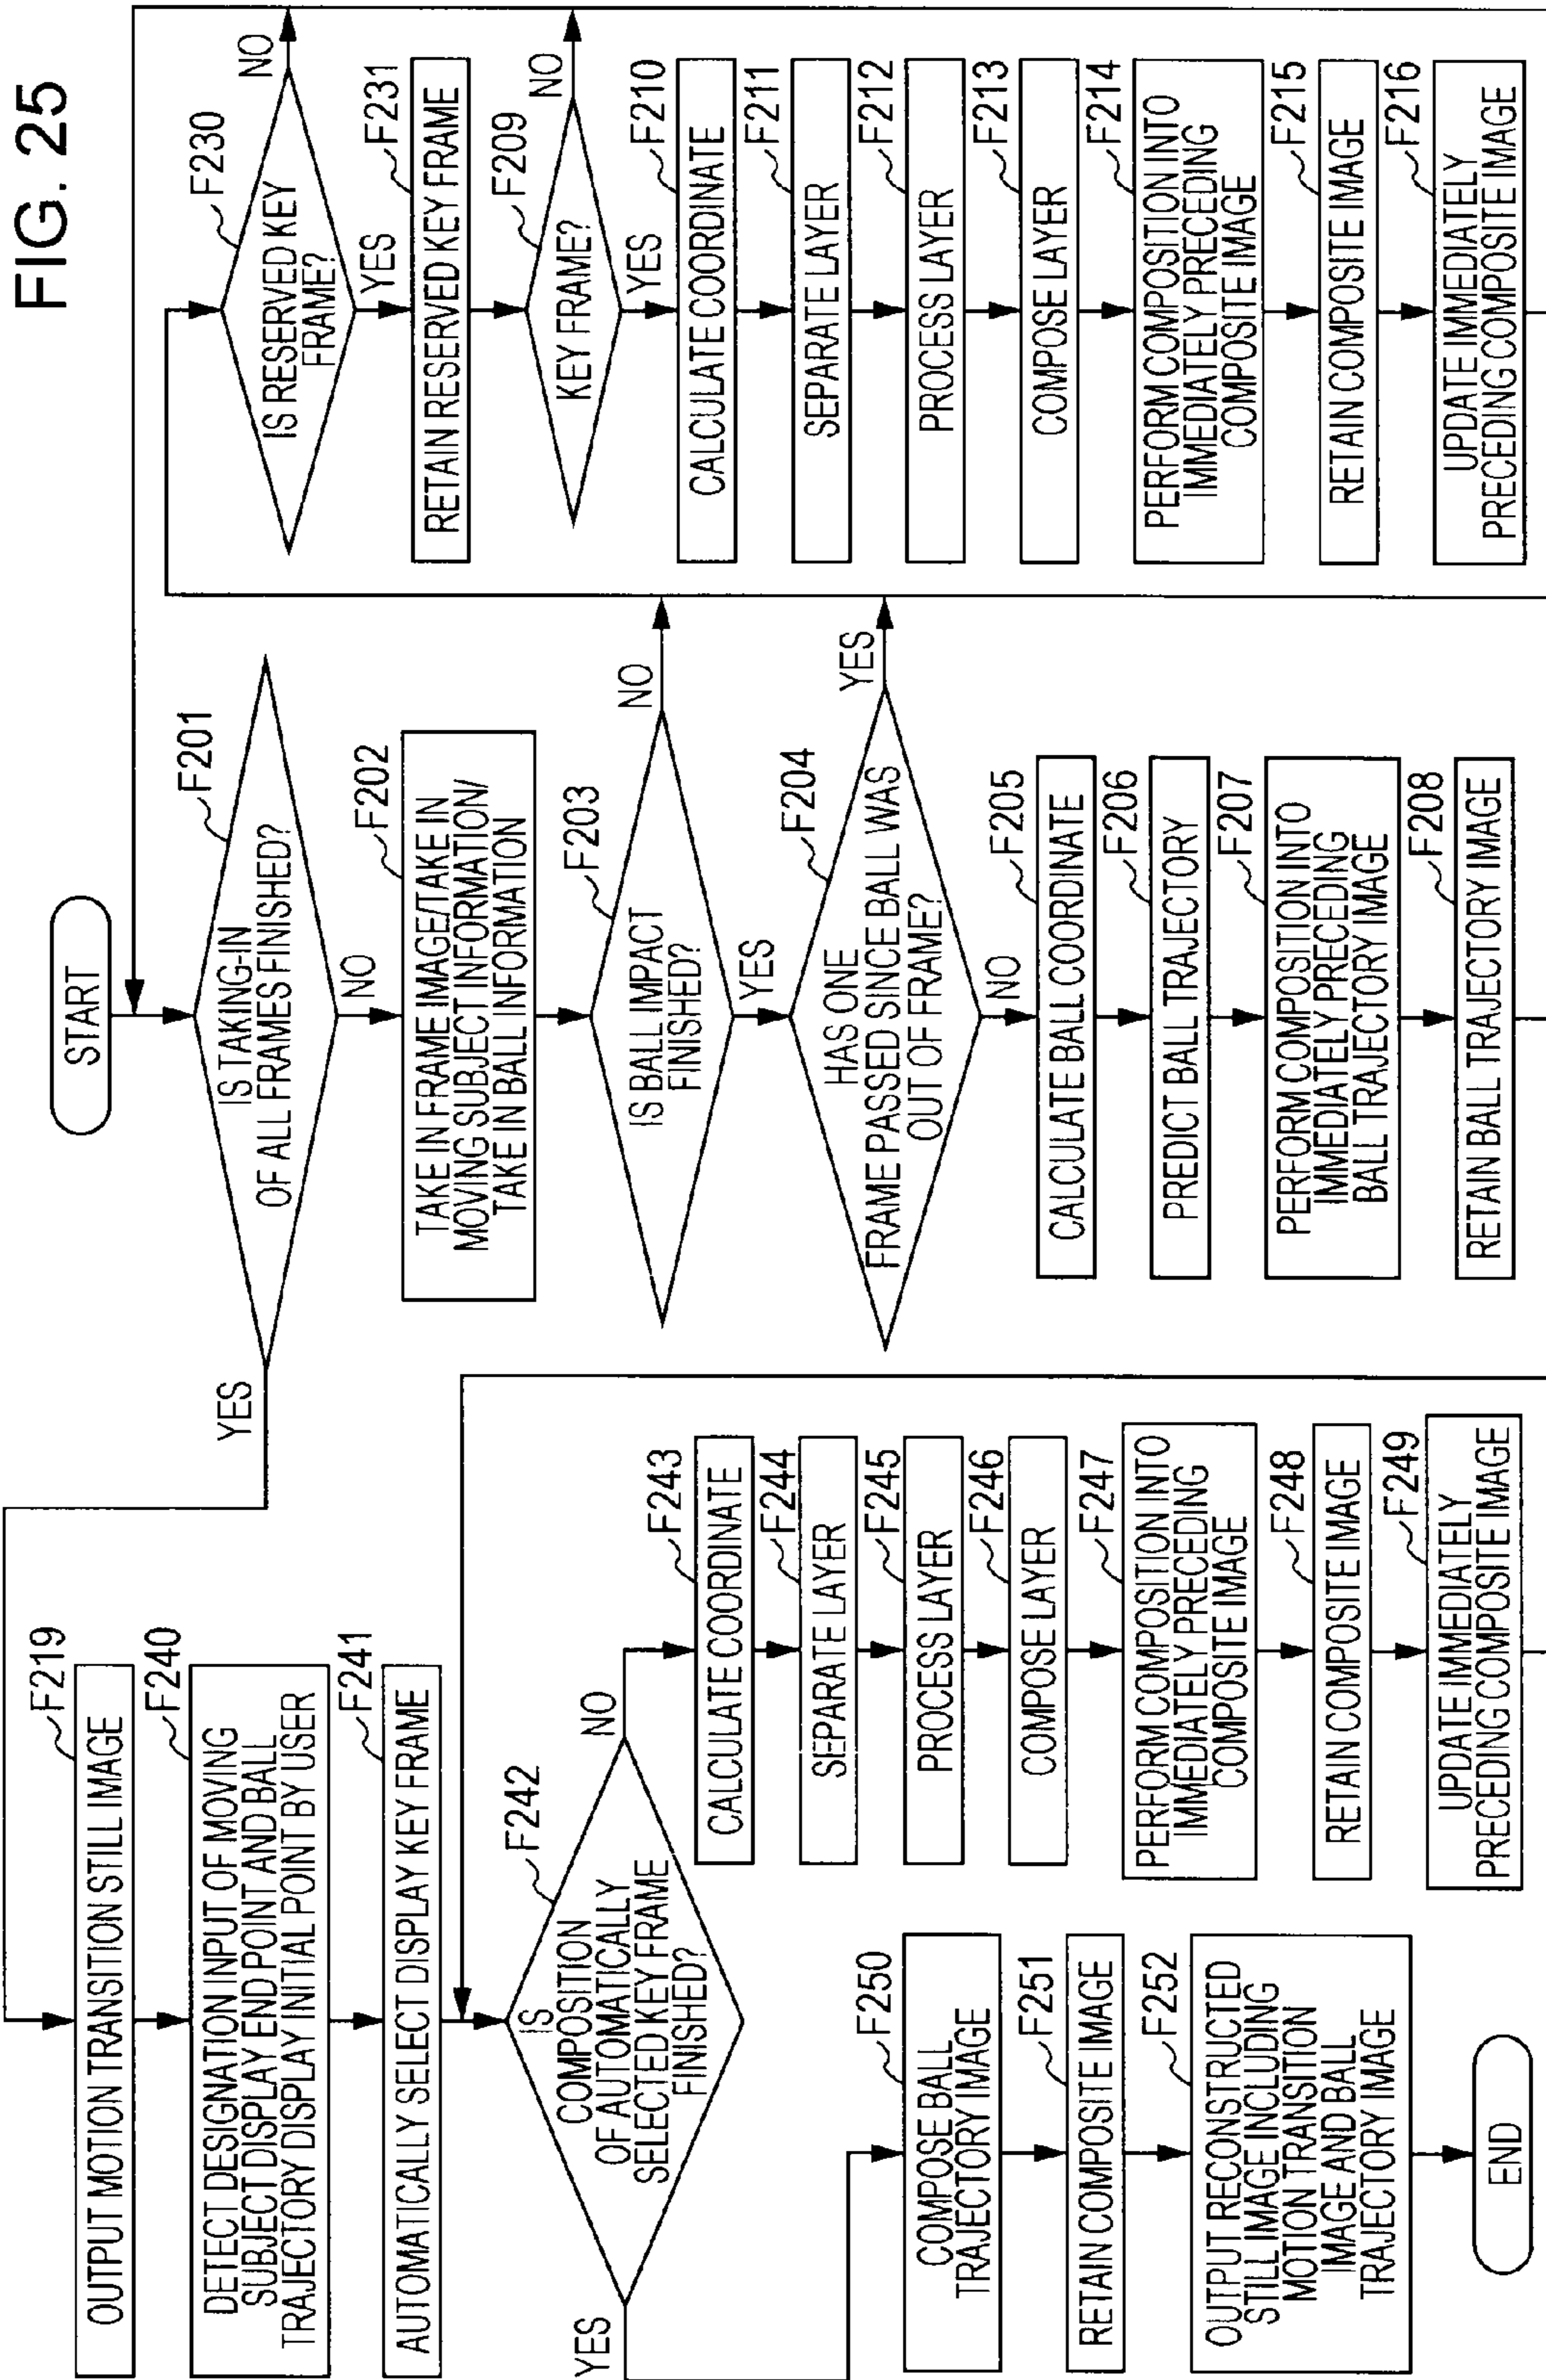 FIG. 25
START
F201
IS TAKING-IN
OF ALL FRAMES FINISHED?
YES
NO
F202
TAKE IN FRAME IMAGE/TAKE IN
MOVING SUBJECT INFORMATION/
TAKE IN BALL INFORMATION
F203
IS BALL IMPACT
FINISHED?
NO
YES
F204
HAS ONE
FRAME PASSED SINCE BALL WAS
OUT OF FRAME?
YES
NO
F205
CALCULATE BALL COORDINATE
F206
PREDICT BALL TRAJECTORY
F207
PERFORM COMPOSITION INTO
IMMEDIATELY PRECEDING
BALL TRAJECTORY IMAGE
F208
RETAIN BALL TRAJECTORY IMAGE
F230
IS RESERVED KEY
FRAME?
NO
YES
F231
RETAIN RESERVED KEY FRAME
F209
KEY FRAME?
NO
YES
F210
CALCULATE COORDINATE
F211
SEPARATE LAYER
F212
PROCESS LAYER
F213
COMPOSE LAYER
F214
PERFORM COMPOSITION INTO
IMMEDIATELY PRECEDING
COMPOSITE IMAGE
F215
RETAIN COMPOSITE IMAGE
F216
UPDATE IMMEDIATELY
PRECEDING COMPOSITE IMAGE
F219
OUTPUT MOTION TRANSITION STILL IMAGE
F240
DETECT DESIGNATION INPUT OF MOVING
SUBJECT DISPLAY END POINT AND BALL
TRAJECTORY DISPLAY INITIAL POINT BY USER
F241
AUTOMATICALLY SELECT DISPLAY KEY FRAME
F242
IS
COMPOSITION
OF AUTOMATICALLY
SELECTED KEY FRAME
FINISHED?
NO
YES
F243
CALCULATE COORDINATE
F244
SEPARATE LAYER
F245
PROCESS LAYER
F246
COMPOSE LAYER
F247
PERFORM COMPOSITION INTO
IMMEDIATELY PRECEDING
COMPOSITE IMAGE
F248
RETAIN COMPOSITE IMAGE
F249
UPDATE IMMEDIATELY
PRECEDING COMPOSITE IMAGE
F250
COMPOSE BALL
TRAJECTORY IMAGE
F251
RETAIN COMPOSITE IMAGE
F252
OUTPUT RECONSTRUCTED
STILL IMAGE INCLUDING
MOTION TRANSITION
IMAGE AND BALL
TRAJECTORY IMAGE
END